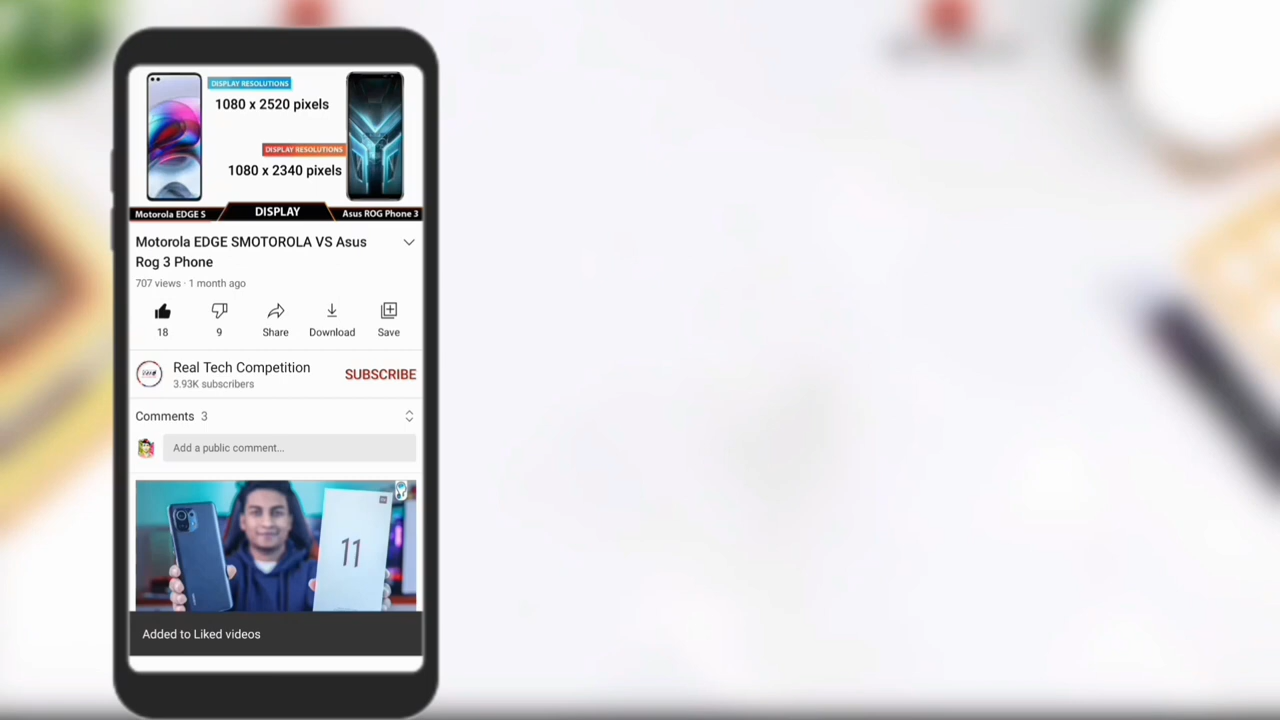 DISPLAY RESOLUTIONS
1080 x 2520 pixels
DISPLAY RESOLUTIONS
1080 x 2340 pixels
Motorola EDGE S
DISPLAY
Asus ROG Phone 3
Motorola EDGE SMOTOROLA VS Asus
Rog 3 Phone
707 views · 1 month ago
18
9
Share
Download
Save
Real Tech Competition
3.93K subscribers
SUBSCRIBE
Comments 3
Add a public comment...
11
Added to Liked videos